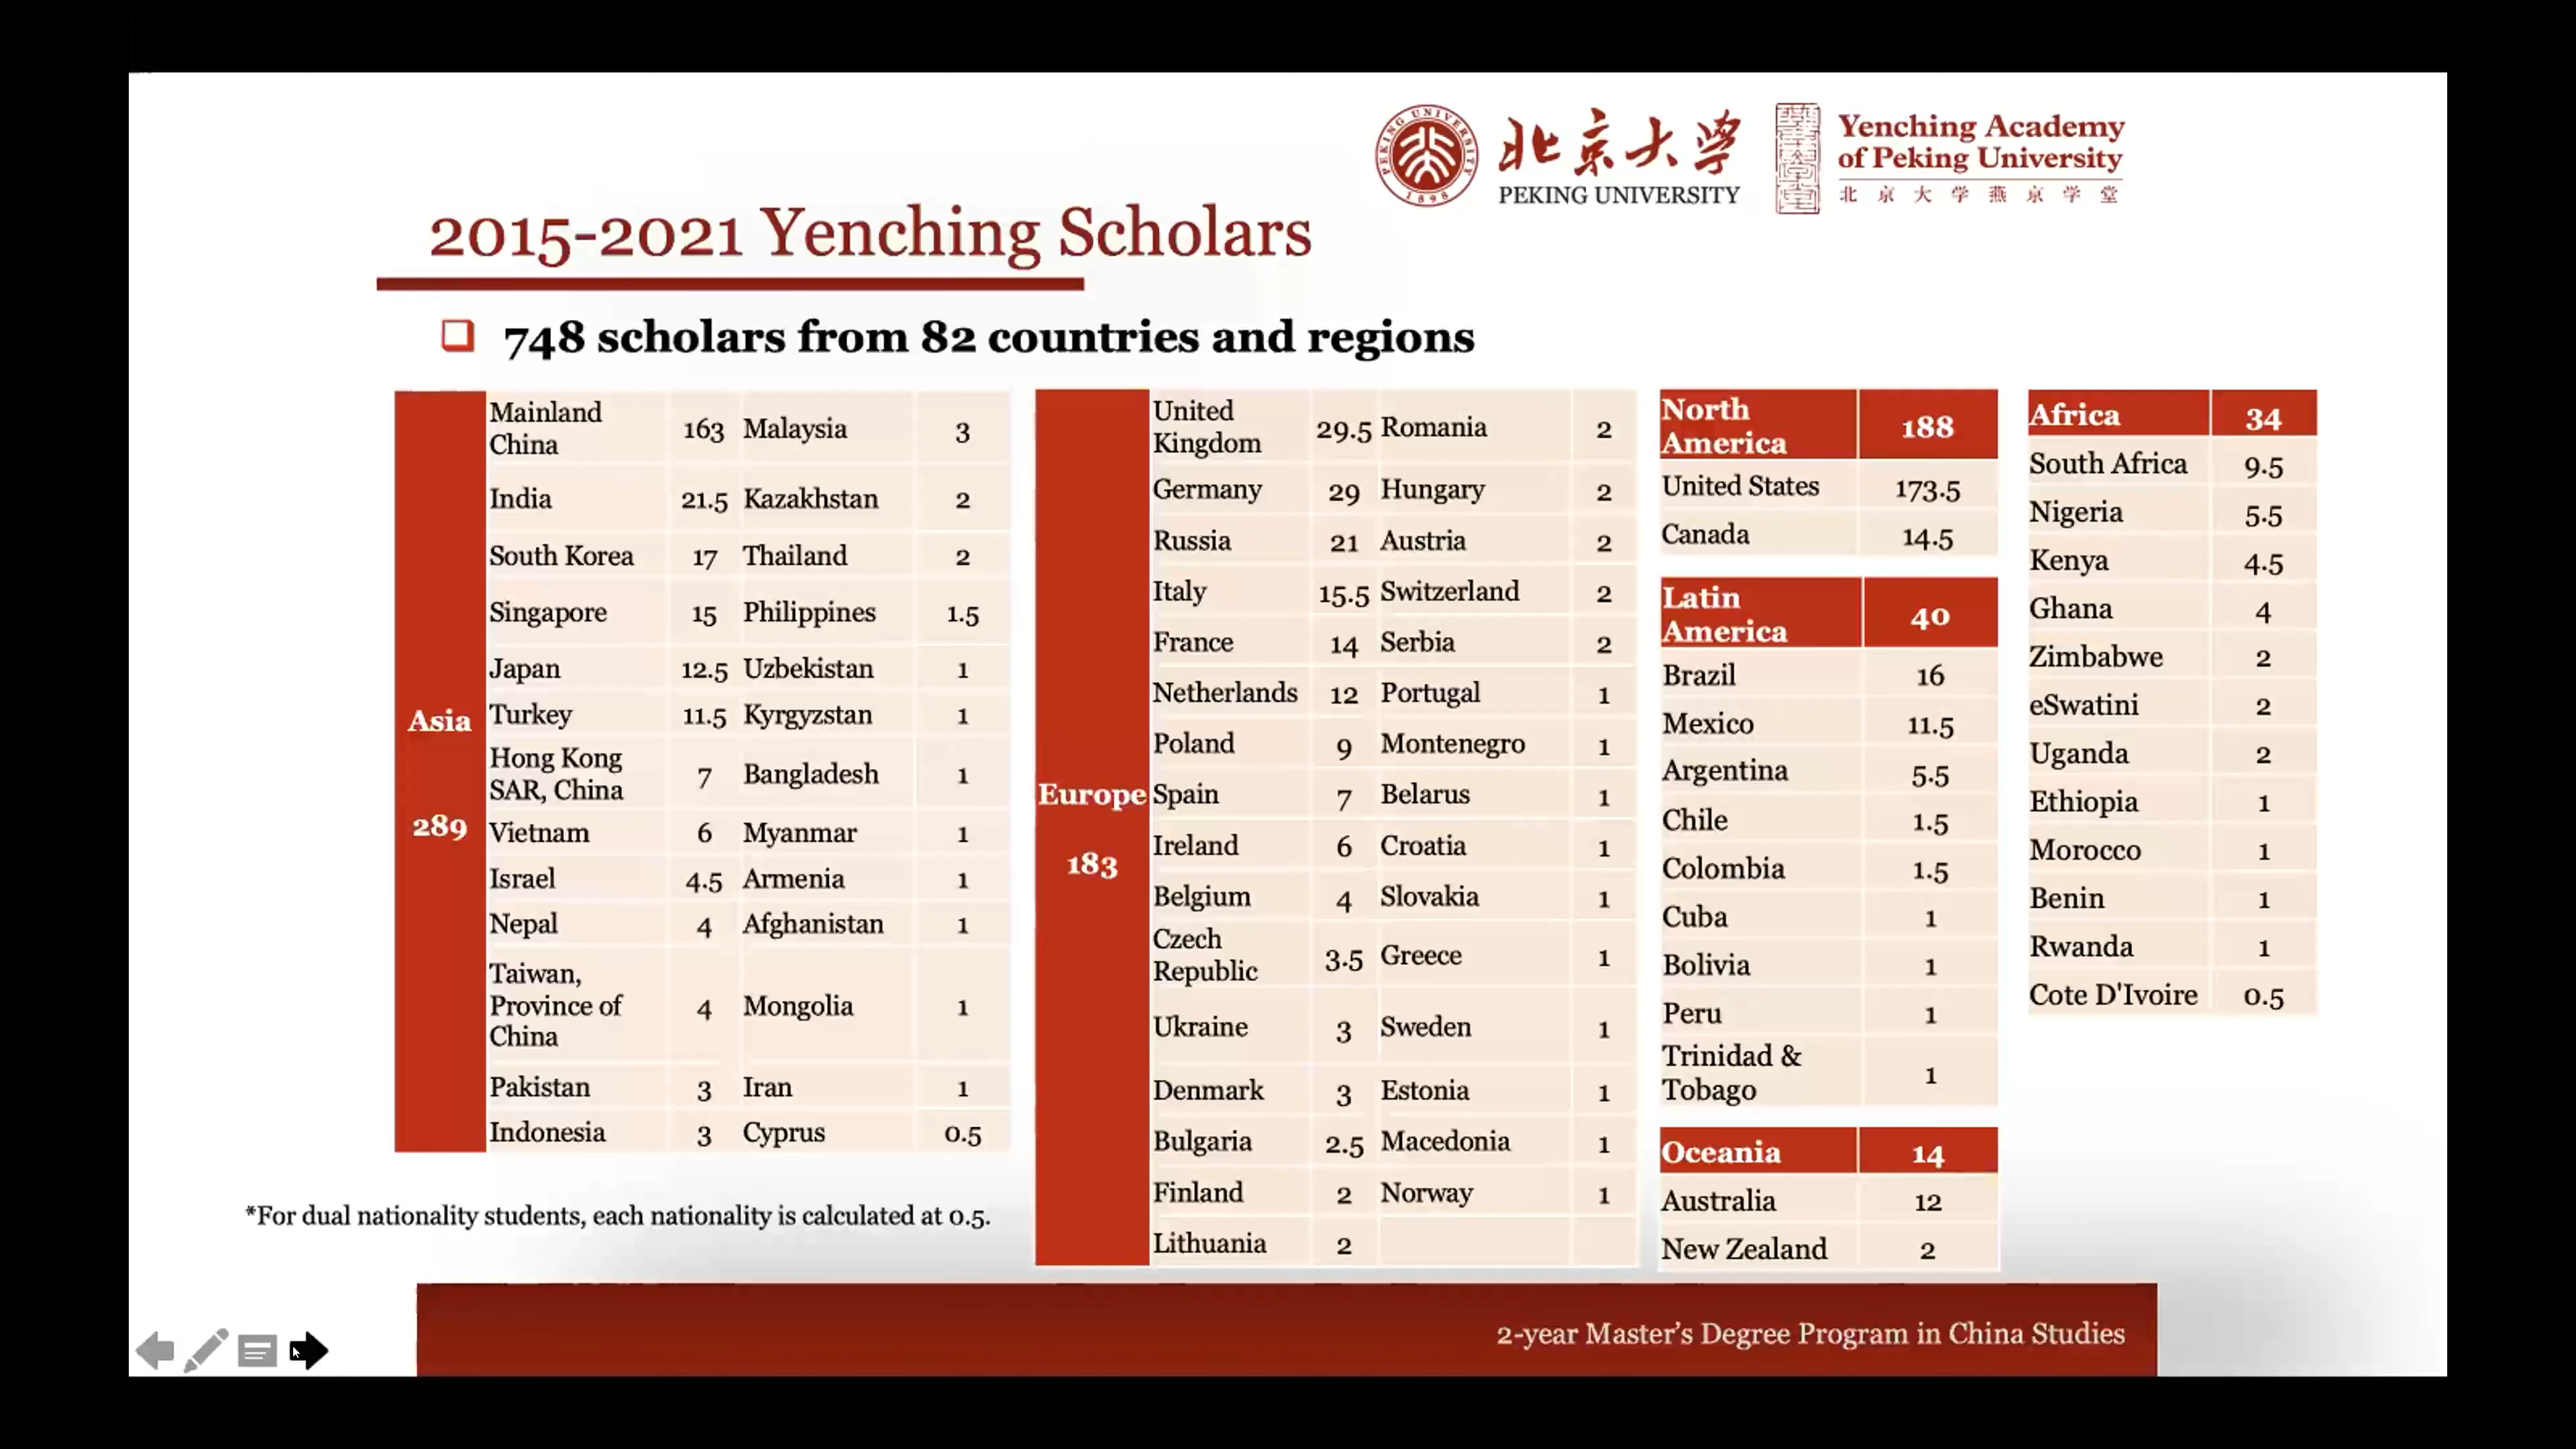 PEKING UNIVERSITY
1898
北京大学
PEKING UNIVERSITY
Yenching Academy
of Peking University
北京大学燕京学堂
2015-2021 Yenching Scholars
748 scholars from 82 countries and regions
Asia
289
Mainland
China
163
Malaysia
3
India
21.5
Kazakhstan
2
South Korea
17
Thailand
2
Singapore
15
Philippines
1.5
Japan
12.5
Uzbekistan
1
Turkey
11.5
Kyrgyzstan
1
Hong Kong
SAR, China
7
Bangladesh
1
Vietnam
6
Myanmar
1
Israel
4.5
Armenia
1
Nepal
4
Afghanistan
1
Taiwan,
Province of
China
4
Mongolia
1
Pakistan
3
Iran
1
Indonesia
3
Cyprus
0.5
*For dual nationality students, each nationality is calculated at 0.5.
Europe
183
United
Kingdom
29.5
Romania
2
Germany
29
Hungary
2
Russia
21
Austria
2
Italy
15.5
Switzerland
2
France
14
Serbia
2
Netherlands
12
Portugal
1
Poland
9
Montenegro
1
Spain
7
Belarus
1
Ireland
6
Croatia
1
Belgium
4
Slovakia
1
Czech
Republic
3.5
Greece
1
Ukraine
3
Sweden
1
Denmark
3
Estonia
1
Bulgaria
2.5
Macedonia
1
Finland
2
Norway
1
Lithuania
2
North
America
188
United States
173.5
Canada
14.5
Latin
America
40
Brazil
16
Mexico
11.5
Argentina
5.5
Chile
1.5
Colombia
1.5
Cuba
1
Bolivia
1
Peru
1
Trinidad &
Tobago
1
Oceania
14
Australia
12
New Zealand
2
Africa
34
South Africa
9.5
Nigeria
5.5
Kenya
4.5
Ghana
4
Zimbabwe
2
eSwatini
2
Uganda
2
Ethiopia
1
Morocco
1
Benin
1
Rwanda
1
Cote D'Ivoire
0.5
2-year Master’s Degree Program in China Studies